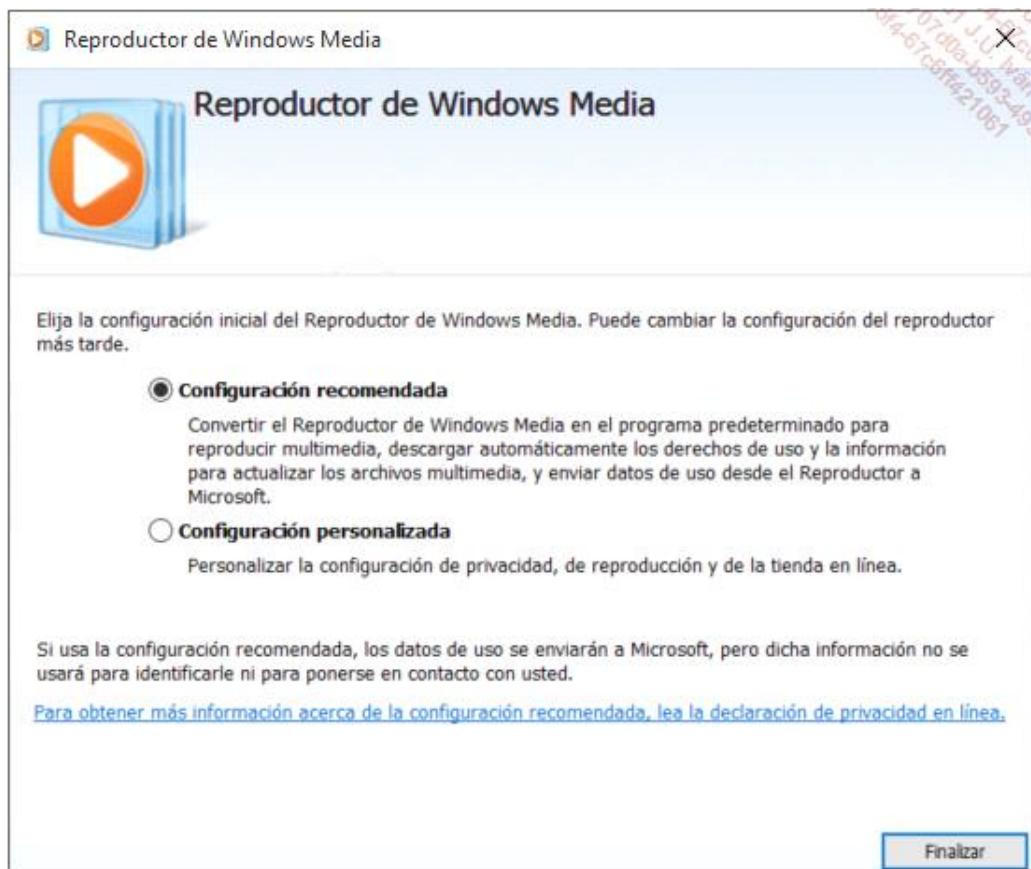 Reproductor de Windows Media
Reproductor de Windows Media
Elija la configuración inicial del Reproductor de Windows Media. Puede cambiar la configuración del reproductor
más tarde.
Configuración recomendada
Convertir el Reproductor de Windows Media en el programa predeterminado para
reproducir multimedia, descargar automáticamente los derechos de uso y la información
para actualizar los archivos multimedia, y enviar datos de uso desde el Reproductor a
Microsoft.
Configuración personalizada
Personalizar la configuración de privacidad, de reproducción y de la tienda en línea.
Si usa la configuración recomendada, los datos de uso se enviarán a Microsoft, pero dicha información no se
usará para identificarle ni para ponerse en contacto con usted.
Para obtener más información acerca de la configuración recomendada, lea la declaración de privacidad en línea.
Finalizar